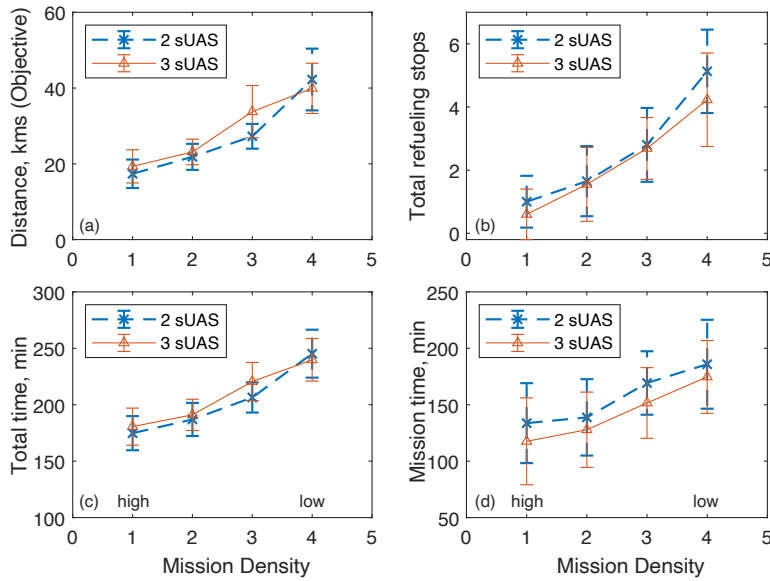 Distance, kms (Objective)
60
40
20
0
2 sUAS
3 sUAS
(a)
0 1 2 3 4 5
Total refueling stops
6
4
2
0
2 sUAS
3 sUAS
(b)
0 1 2 3 4 5
Total time, min
300
250
200
150
100
2 sUAS
3 sUAS
(c) high low
0 1 2 3 4 5
Mission Density
Mission time, min
250
200
150
100
50
2 sUAS
3 sUAS
(d) high low
0 1 2 3 4 5
Mission Density